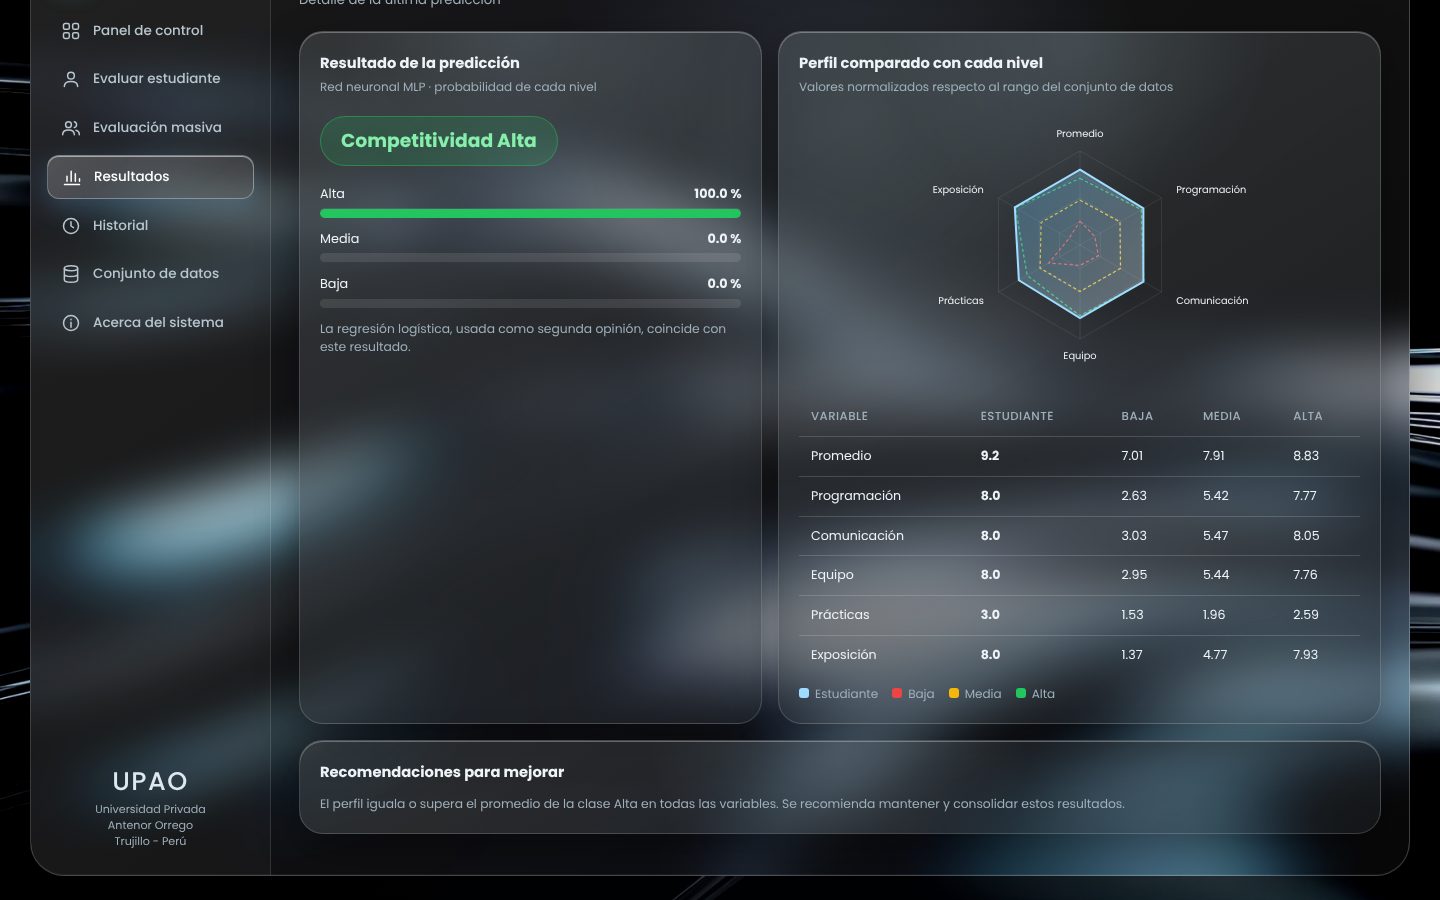 Detalle de la última predicción
Panel de control
Evaluar estudiante
Evaluación masiva
Resultados
Historial
Conjunto de datos
Acerca del sistema
UPAO
Universidad Privada
Antenor Orrego
Trujillo - Perú
Resultado de la predicción
Red neuronal MLP · probabilidad de cada nivel
Competitividad Alta
Alta 100.0 %
Media 0.0 %
Baja 0.0 %
La regresión logística, usada como segunda opinión, coincide con
este resultado.
Perfil comparado con cada nivel
Valores normalizados respecto al rango del conjunto de datos
Promedio
Exposición Programación
Prácticas Comunicación
Equipo
VARIABLE ESTUDIANTE BAJA MEDIA ALTA
Promedio 9.2 7.01 7.91 8.83
Programación 8.0 2.63 5.42 7.77
Comunicación 8.0 3.03 5.47 8.05
Equipo 8.0 2.95 5.44 7.76
Prácticas 3.0 1.53 1.96 2.59
Exposición 8.0 1.37 4.77 7.93
Estudiante Baja Media Alta
Recomendaciones para mejorar
El perfil iguala o supera el promedio de la clase Alta en todas las variables. Se recomienda mantener y consolidar estos resultados.